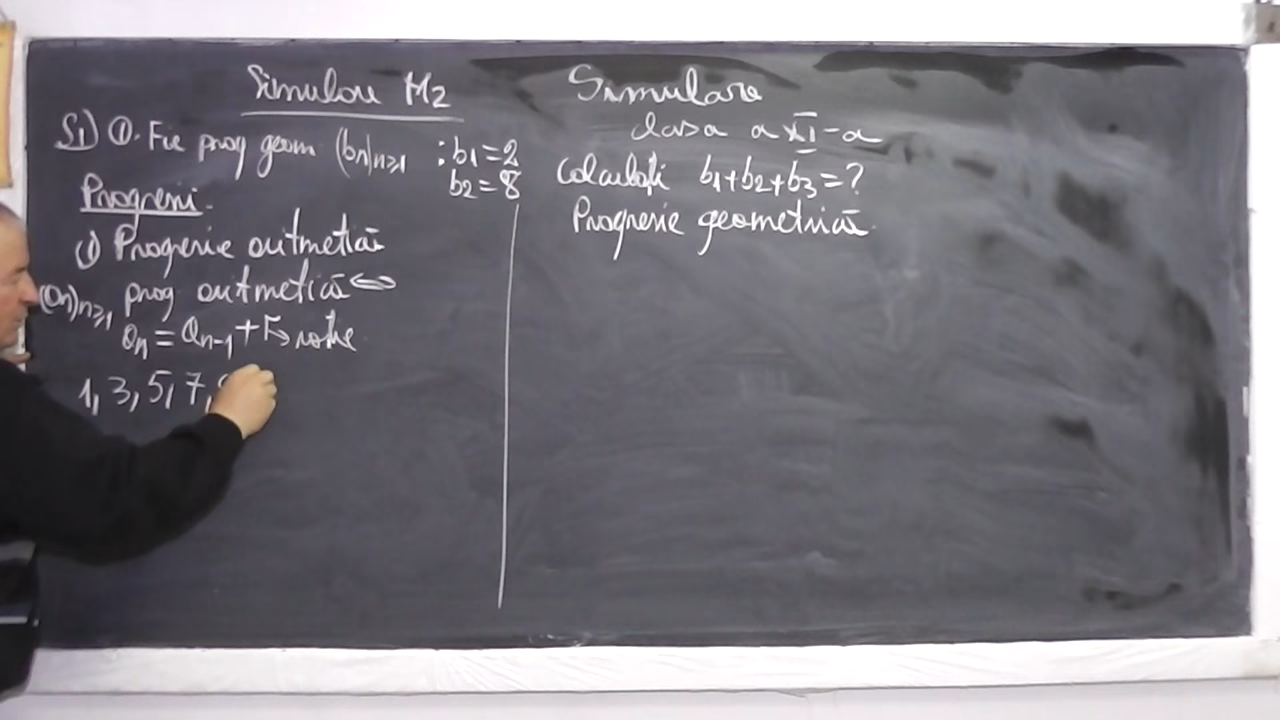 Simulare M2
Simulare
clasa a XI-a
S1) ①. Fie prog geom (bn)n≥1 : b1=2
b2=8
Calculați b1+b2+b3=?
Progresii.
1) Progresie aritmetică
(an)n≥1 prog aritmetică ⇔
an = an-1 + r → rație
1, 3, 5, 7,
Progresie geometrică